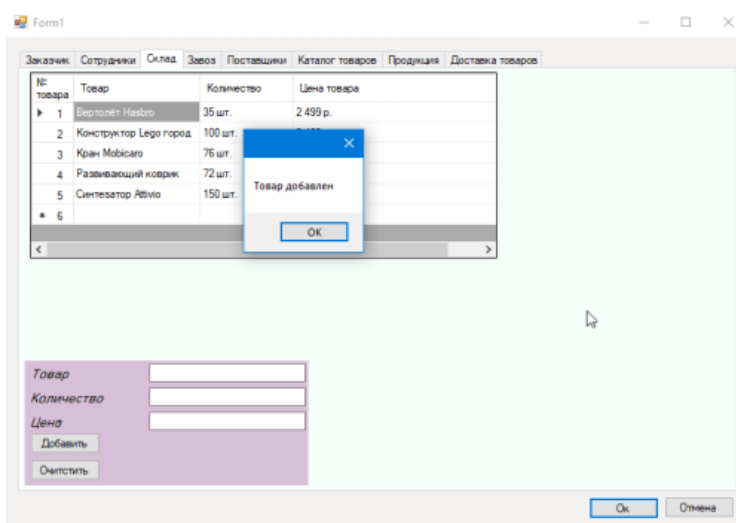 Form1
Заказчик Сотрудники Склад Завоз Поставщики Каталог товаров Продукция Доставка товаров
№ товара Товар Количество Цена товара
1 Вертолёт Hasbro 35 шт. 2 499 р.
2 Конструктор Lego город 100 шт.
3 Кран Mobicaro 76 шт.
4 Развивающий коврик 72 шт.
5 Синтезатор Attivio 150 шт.
6
Товар добавлен
OK
Товар
Количество
Цена
Добавить
Очитстить
Ок Отмена